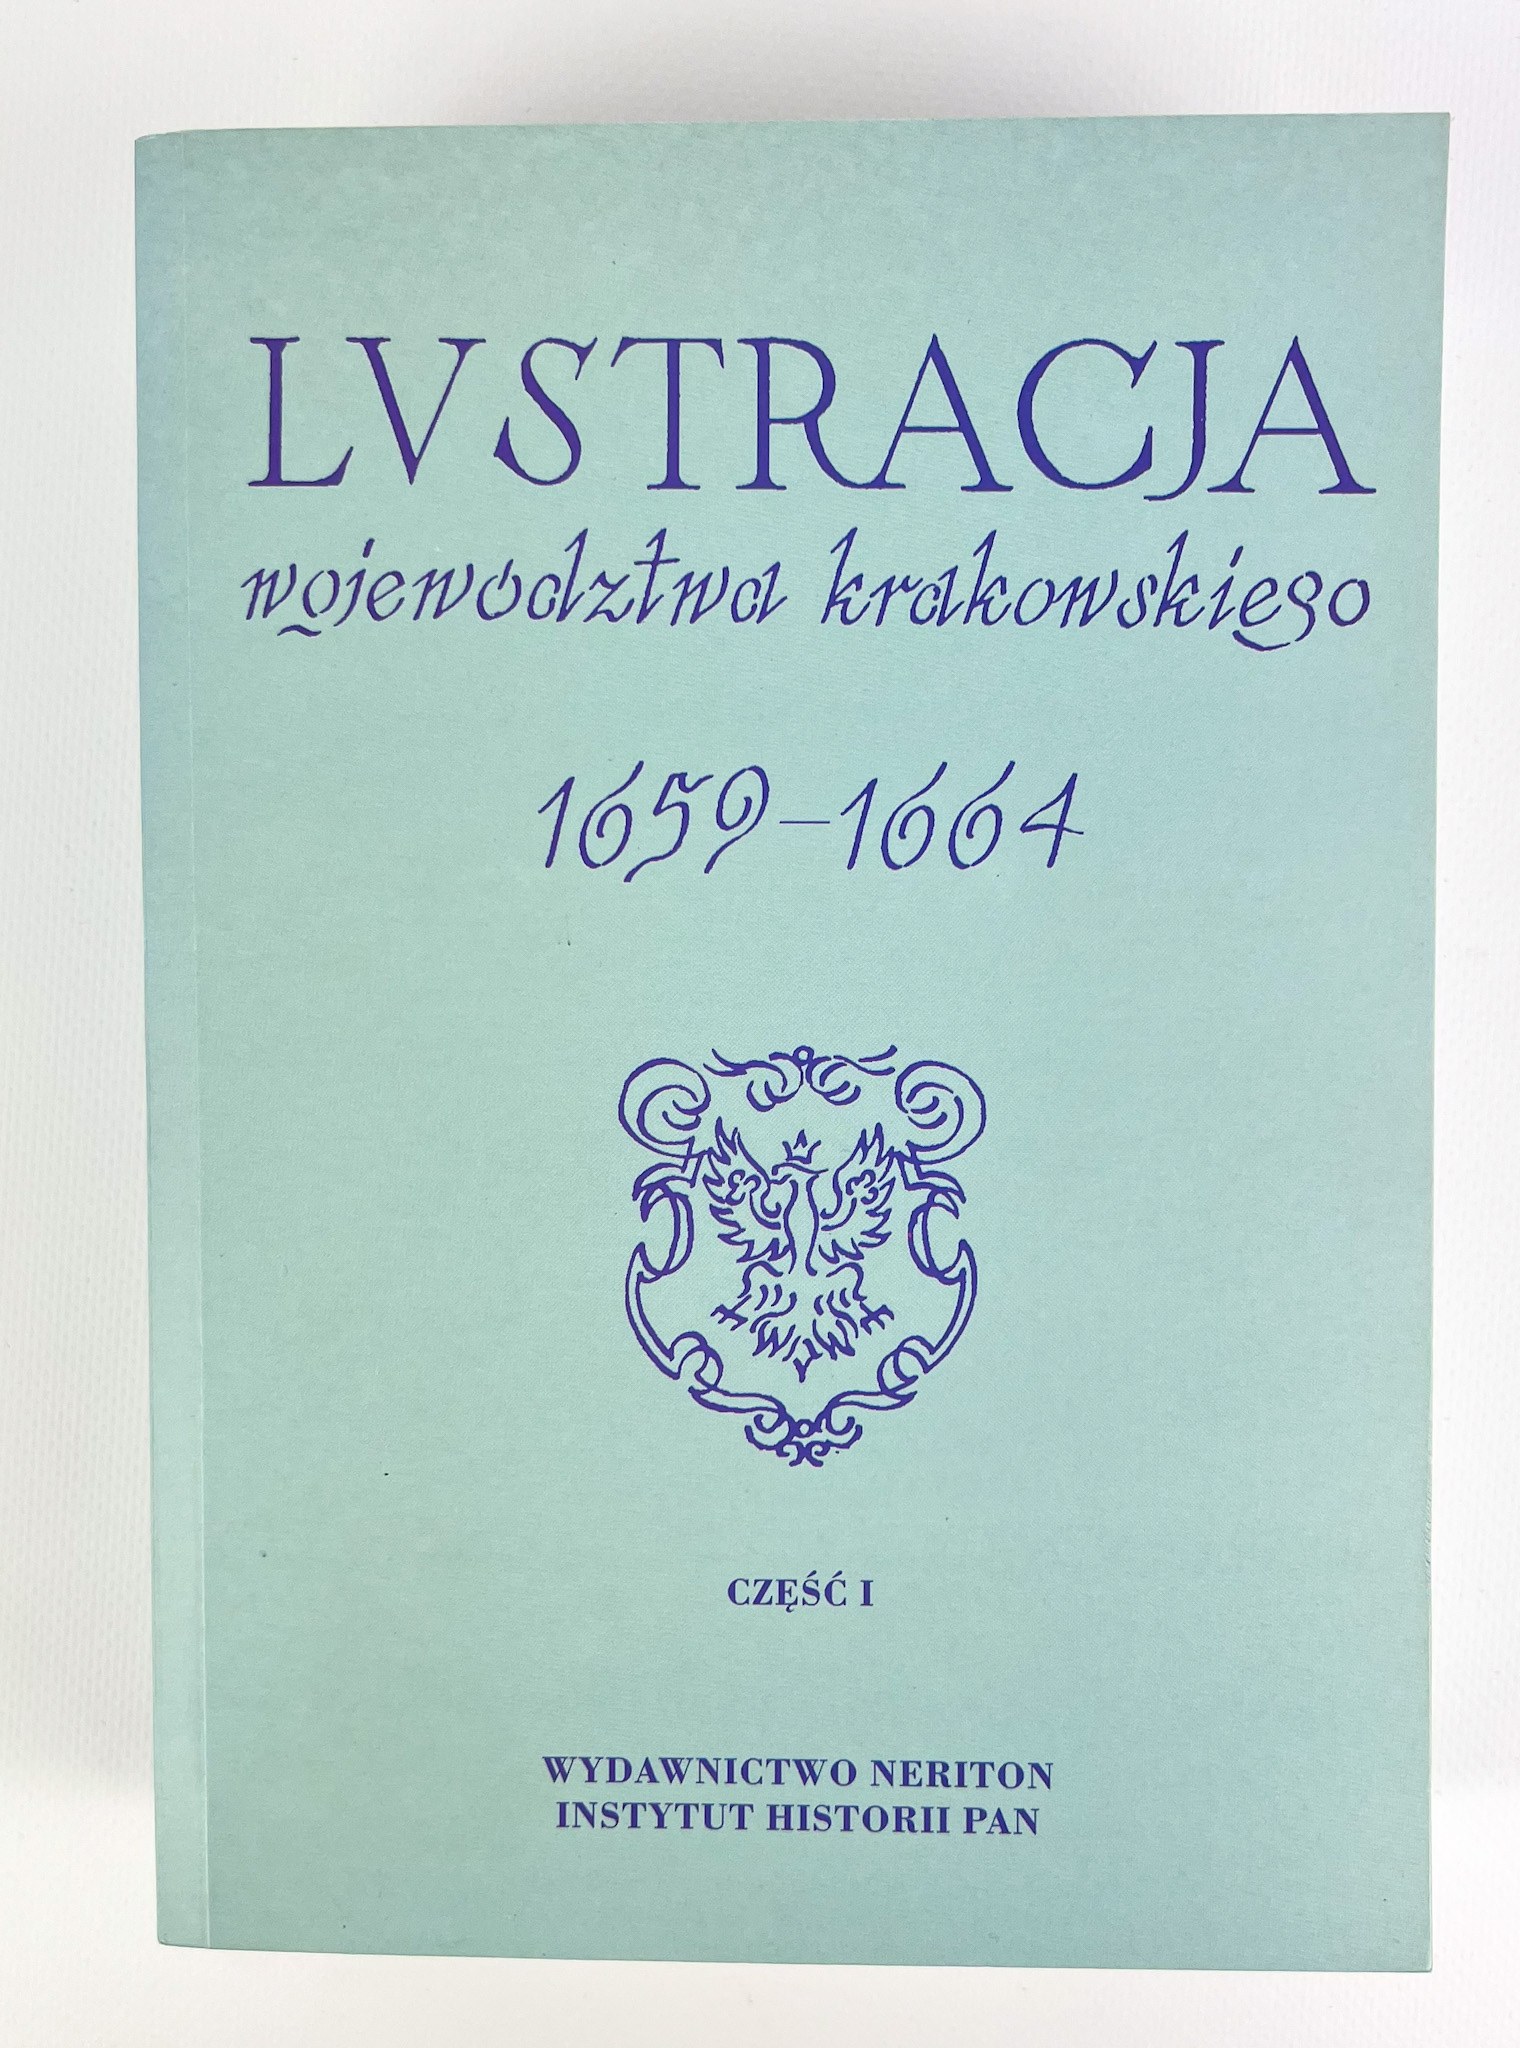 LVSTRACJA
województwa krakowskiego
1659–1664
CZĘŚĆ I
WYDAWNICTWO NERITON
INSTYTUT HISTORII PAN